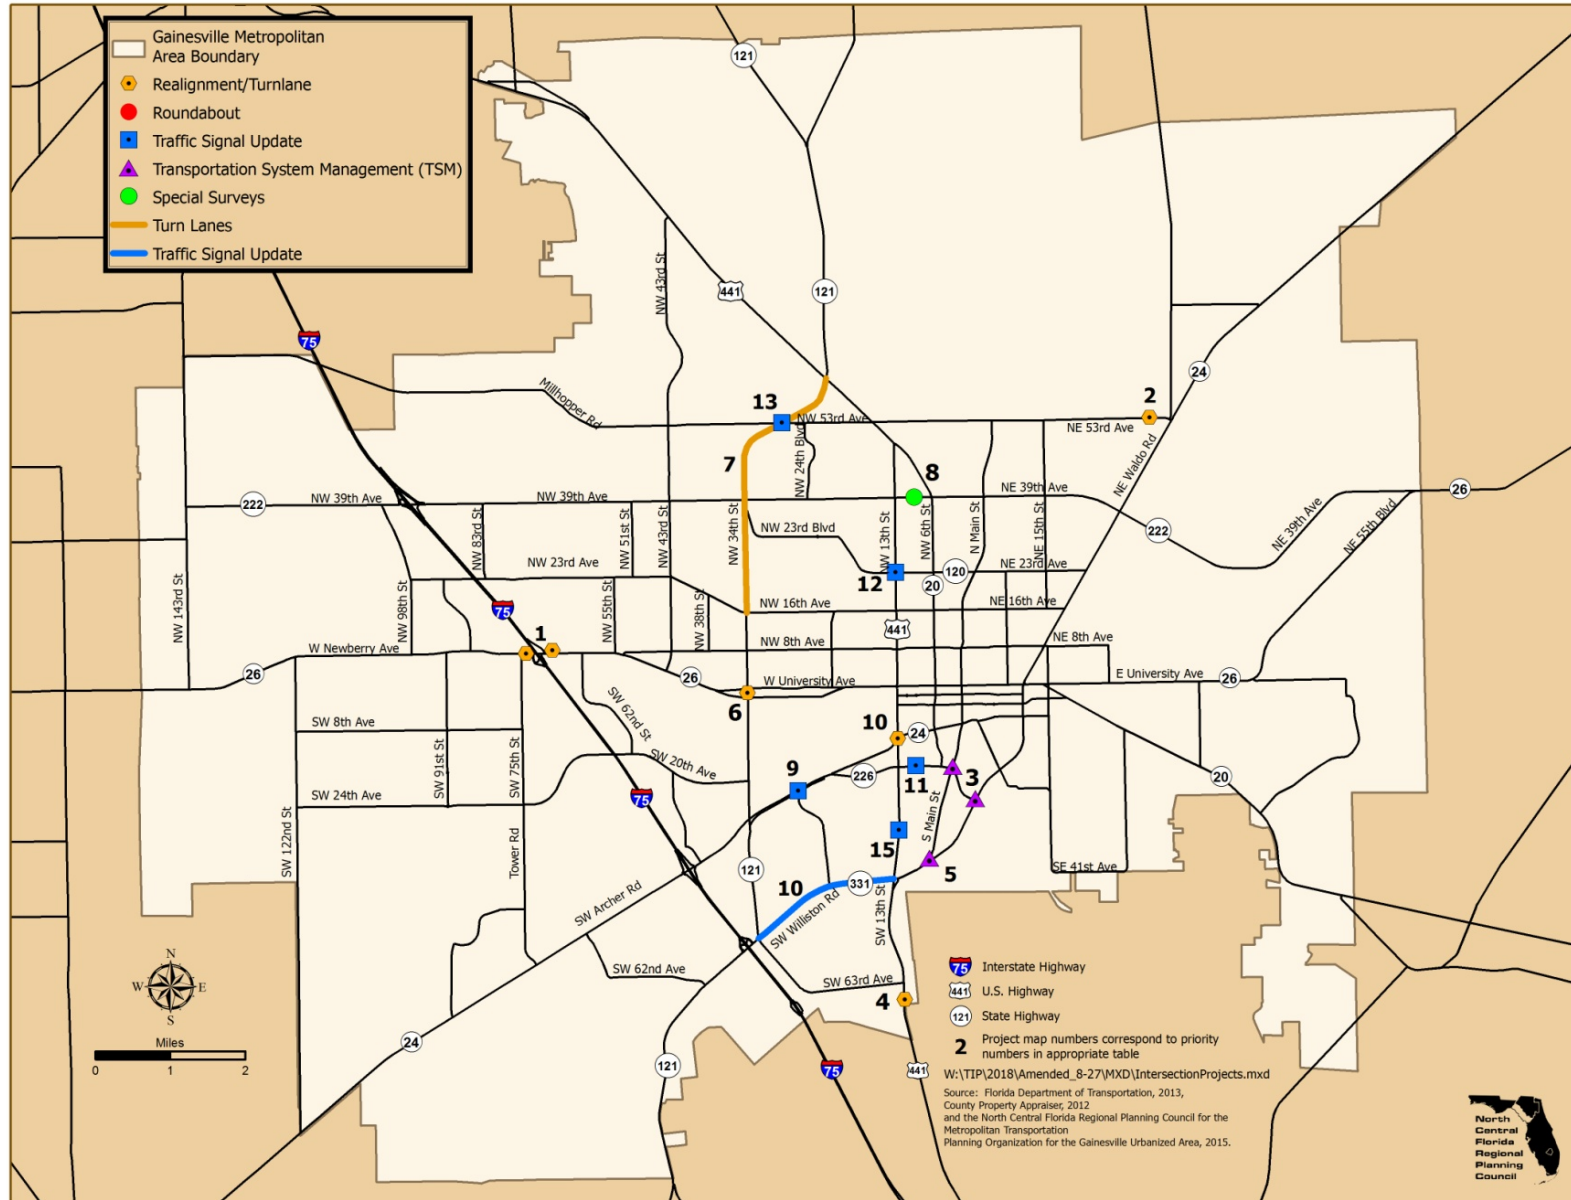 Gainesville Metropolitan
Area Boundary
Realignment/Turnlane
Roundabout
Traffic Signal Update
Transportation System Management (TSM)
Special Surveys
Turn Lanes
Traffic Signal Update
121
441
121
NW 43rd St
75
24
Millhopper Rd
13
NW 53rd Ave
2
NE 53rd Ave
NW 24th Blvd
7
8
NE Waldo Rd
222
NW 39th Ave
NW 39th Ave
NE 39th Ave
26
NW 83rd St
NW 51st St
NW 43rd St
NW 34th St
NW 23rd Blvd
NW 13th St
NW 6th St
N Main St
NE 15th St
222
NE 39th Ave
NE 55th Blvd
NW 23rd Ave
12
20
120
NE 23rd Ave
NW 143rd St
NW 98th St
75
NW 55th St
NW 38th St
NW 16th Ave
NE 16th Ave
441
1
W Newberry Ave
NW 8th Ave
NE 8th Ave
26
26
W University Ave
E University Ave
26
6
SW 62nd St
SW 8th Ave
10
24
SW 91st St
SW 75th St
SW 20th Ave
9
226
11
3
20
SW 24th Ave
75
SW 122nd St
Tower Rd
S Main St
15
121
10
331
5
SE 41st Ave
SW Archer Rd
SW Williston Rd
SW 13th St
SW 62nd Ave
SW 63rd Ave
4
N
W E
S
Miles
0 1 2
24
121
75
441
75 Interstate Highway
441 U.S. Highway
121 State Highway
2 Project map numbers correspond to priority
numbers in appropriate table
W:\TIP\2018\Amended_8-27\MXD\IntersectionProjects.mxd
Source: Florida Department of Transportation, 2013,
County Property Appraiser, 2012
and the North Central Florida Regional Planning Council for the
Metropolitan Transportation
Planning Organization for the Gainesville Urbanized Area, 2015.
North
Central
Florida
Regional
Planning
Council